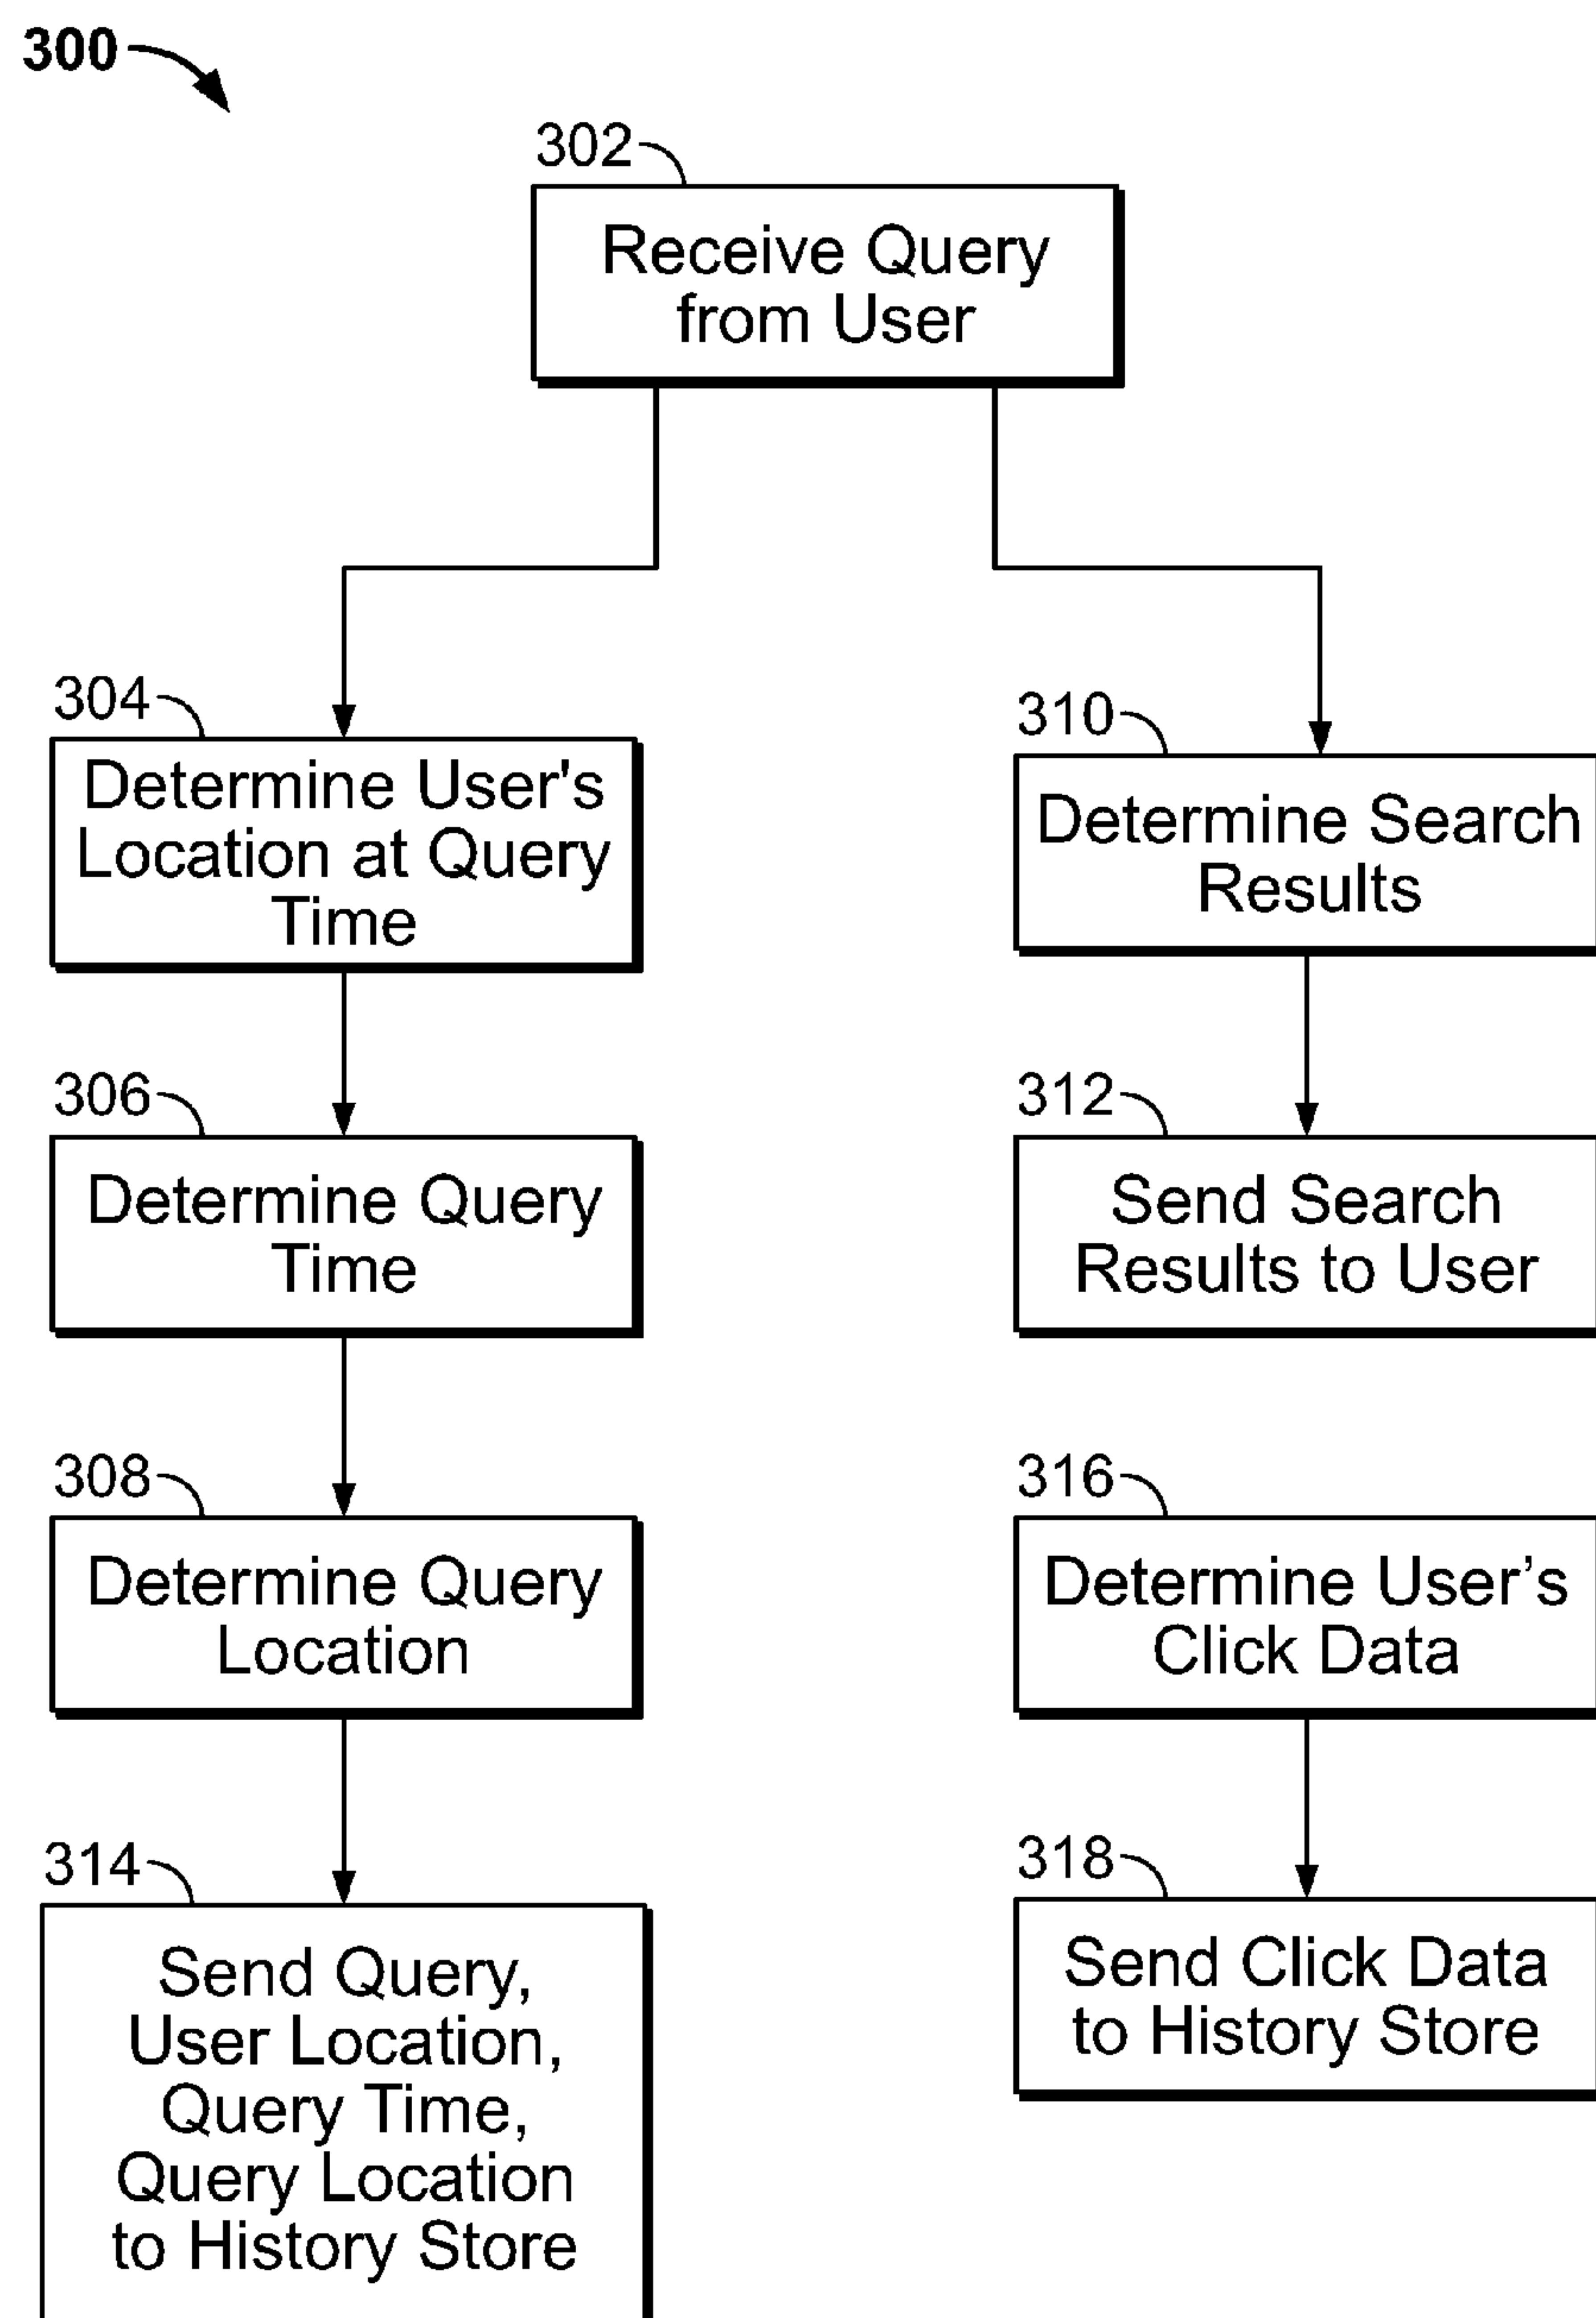 300
302
Receive Query
from User
304
Determine User's
Location at Query
Time
306
Determine Query
Time
308
Determine Query
Location
314
Send Query,
User Location,
Query Time,
Query Location
to History Store
310
Determine Search
Results
312
Send Search
Results to User
316
Determine User’s
Click Data
318
Send Click Data
to History Store